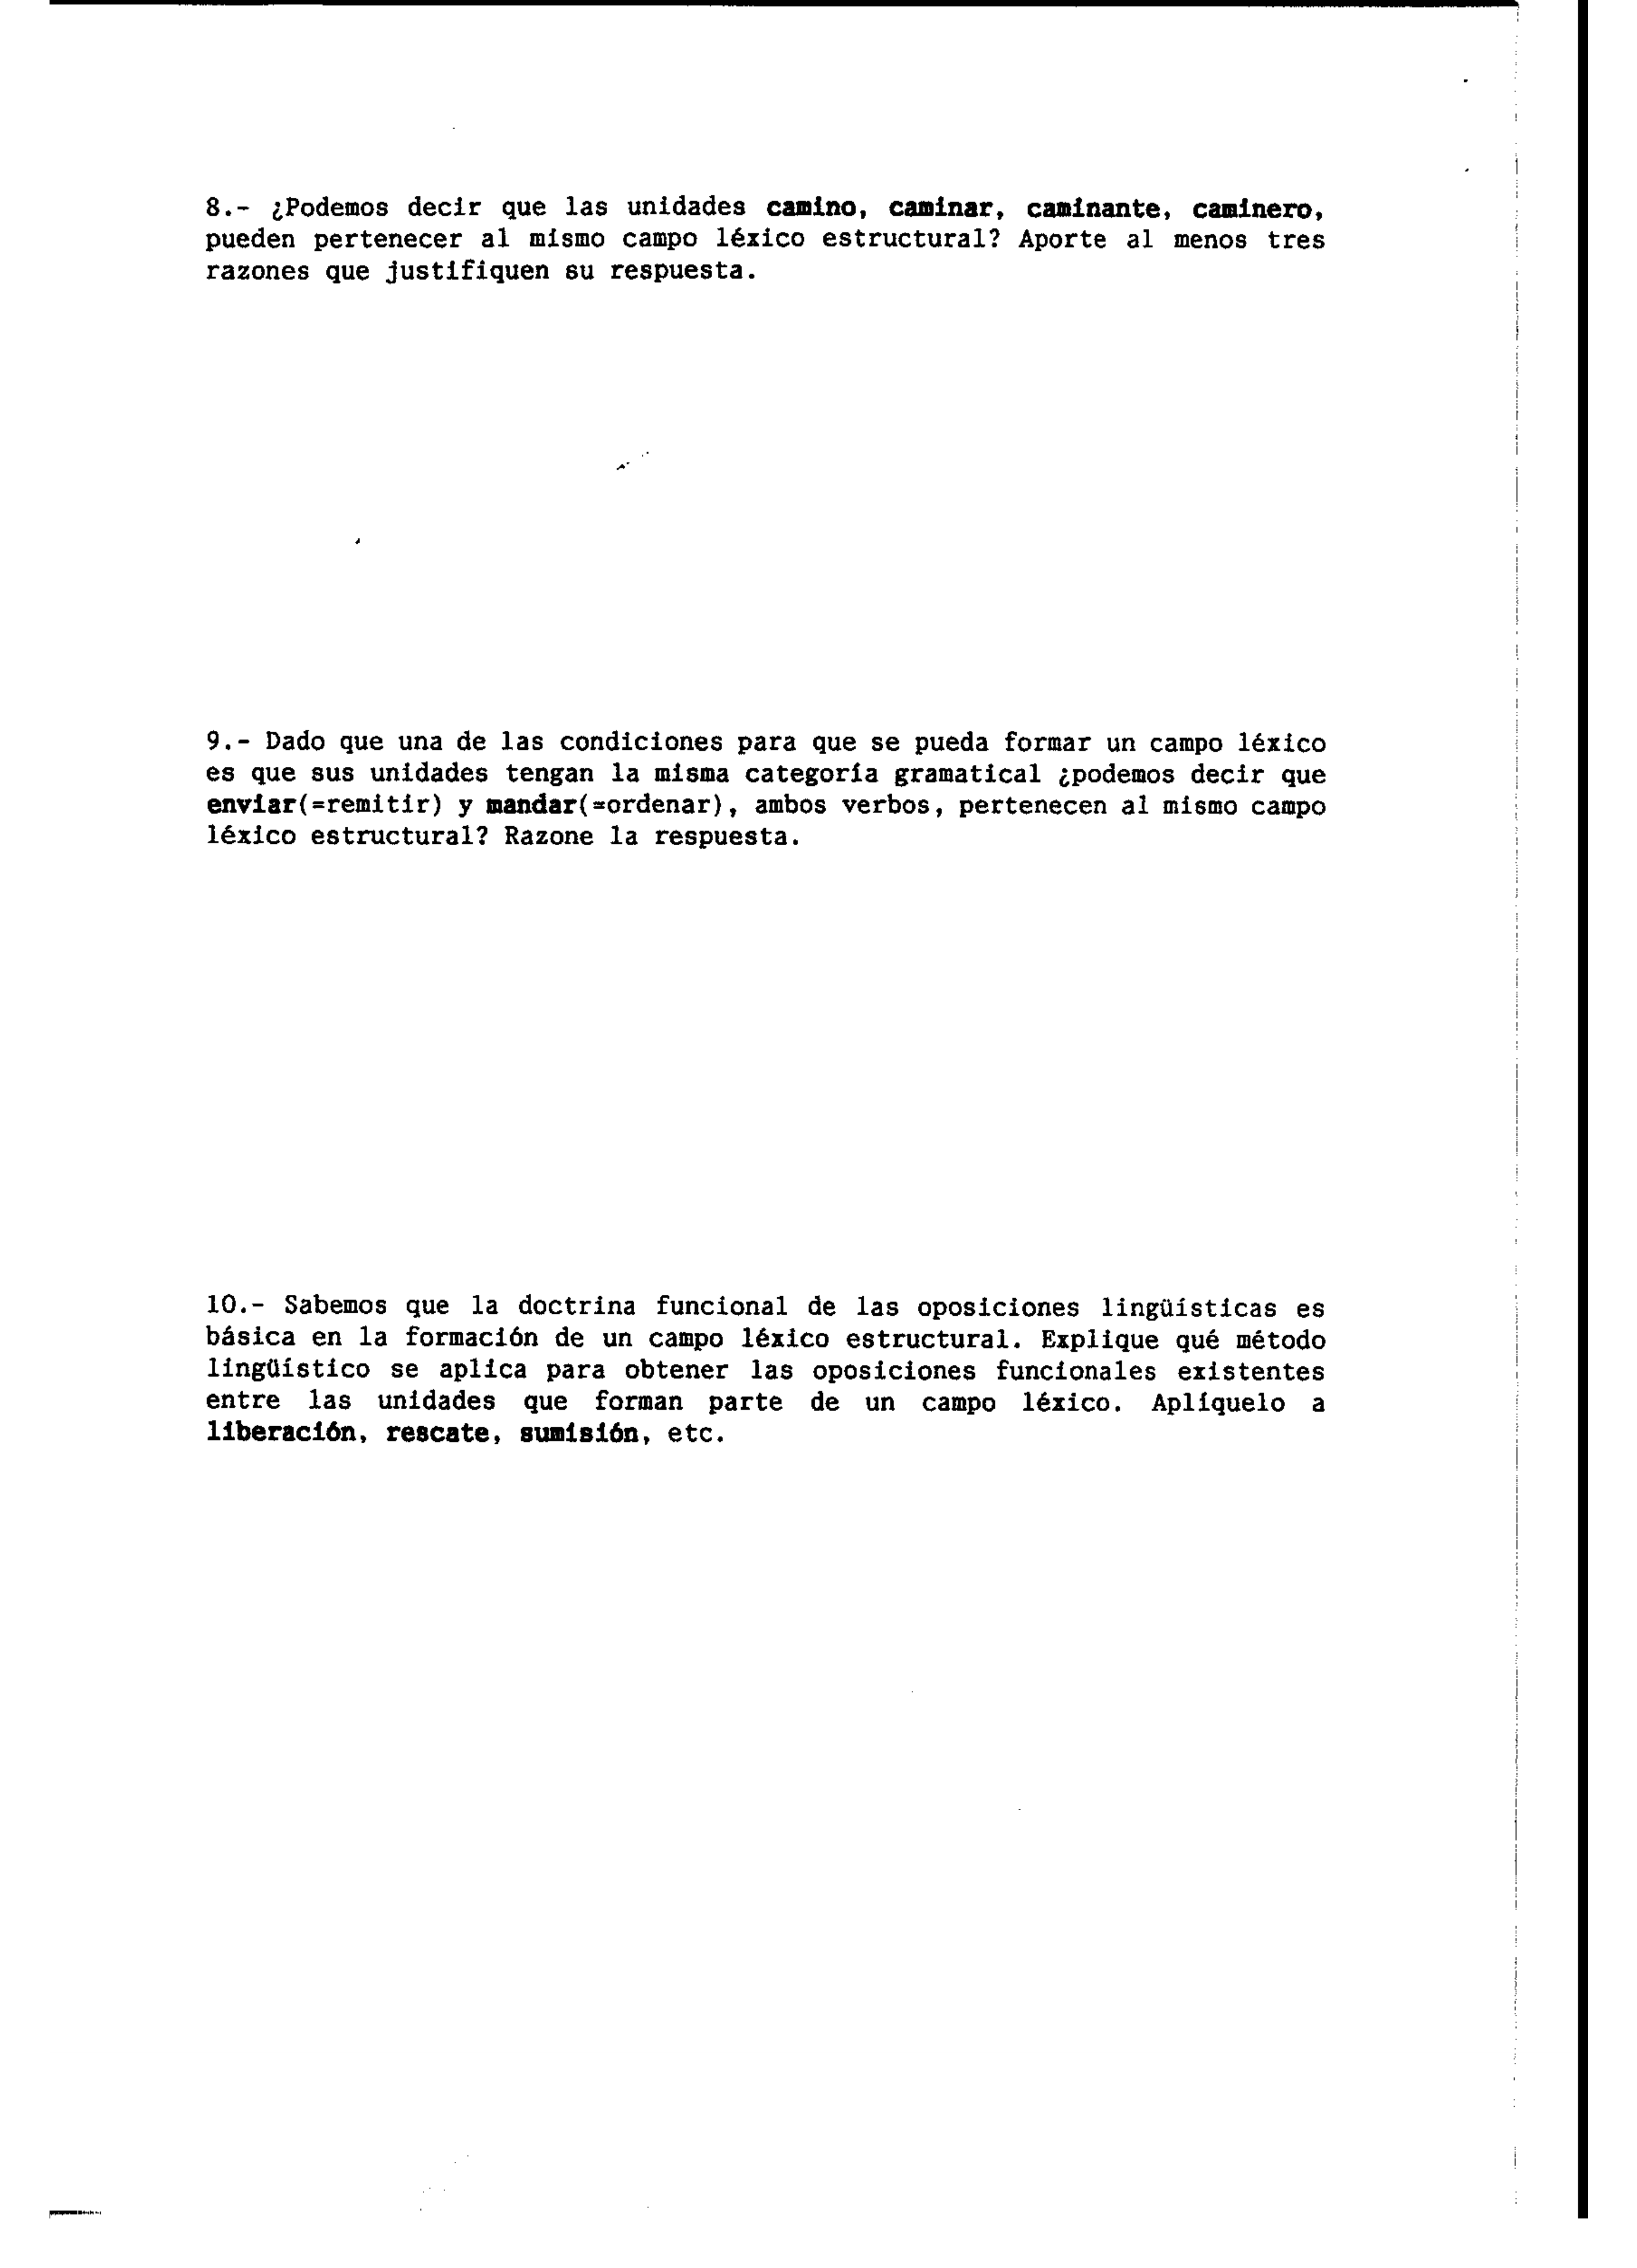 8.- ¿Podemos decir que las unidades camino, caminar, caminante, caminero,
pueden pertenecer al mismo campo léxico estructural? Aporte al menos tres
razones que justifiquen su respuesta.
9.- Dado que una de las condiciones para que se pueda formar un campo léxico
es que sus unidades tengan la misma categoría gramatical ¿podemos decir que
enviar(=remitir) y mandar(=ordenar), ambos verbos, pertenecen al mismo campo
léxico estructural? Razone la respuesta.
10.- Sabemos que la doctrina funcional de las oposiciones lingüísticas es
básica en la formación de un campo léxico estructural. Explique qué método
lingüístico se aplica para obtener las oposiciones funcionales existentes
entre las unidades que forman parte de un campo léxico. Aplíquelo a
liberación, rescate, sumisión, etc.